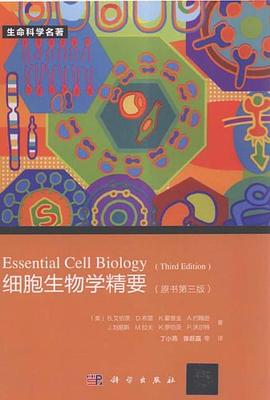 生命科学名著
Essential Cell Biology (Third Edition)
细胞生物学精要 (原书第三版)
〔美〕B.艾伯茨 D.布雷 K.霍普金 A.约翰逊
J.刘易斯 M.拉夫 K.罗伯茨 P.沃尔特 著
丁小燕 陈跃磊 等 译
科学出版社